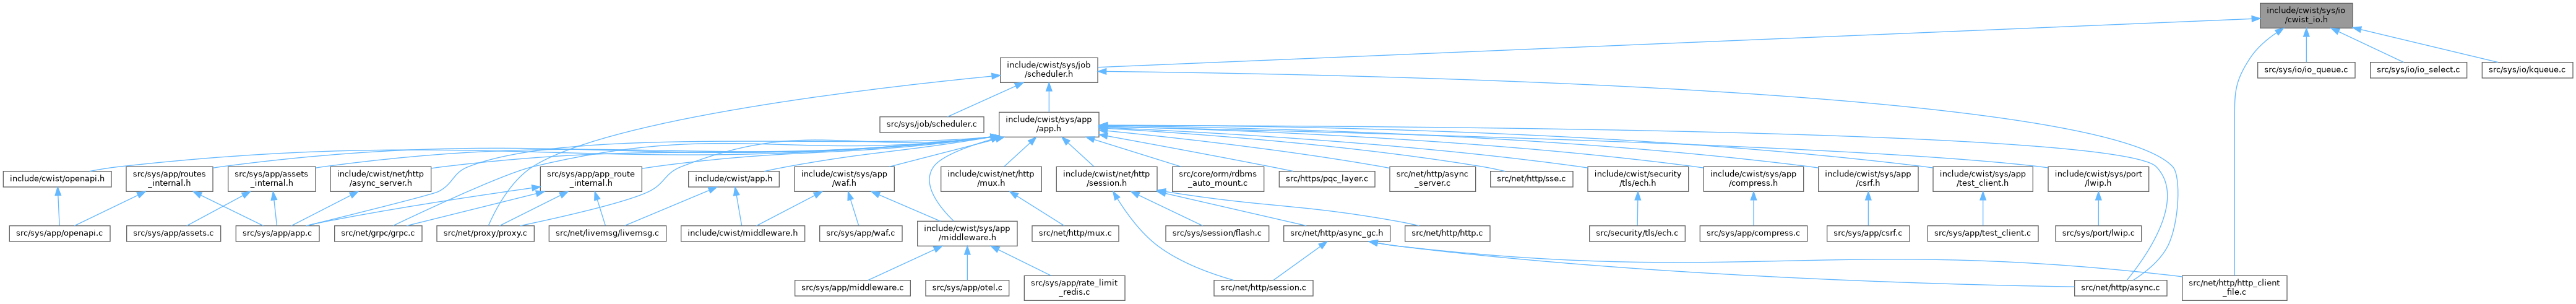 include/cwist/sys/io
/cwist_io.h
include/cwist/sys/job
/scheduler.h
src/sys/io/io_queue.c
src/sys/io/io_select.c
src/sys/io/kqueue.c
src/sys/job/scheduler.c
include/cwist/sys/app
/app.h
include/cwist/openapi.h
src/sys/app/routes
_internal.h
src/sys/app/assets
_internal.h
include/cwist/net/http
/async_server.h
src/sys/app/app_route
_internal.h
include/cwist/app.h
include/cwist/sys/app
/waf.h
include/cwist/net/http
/mux.h
include/cwist/net/http
/session.h
src/core/orm/rdbms
_auto_mount.c
src/https/pqc_layer.c
src/net/http/async
_server.c
src/net/http/sse.c
include/cwist/security
/tls/ech.h
include/cwist/sys/app
/compress.h
include/cwist/sys/app
/csrf.h
include/cwist/sys/app
/test_client.h
include/cwist/sys/port
/lwip.h
src/sys/app/openapi.c
src/sys/app/assets.c
src/sys/app/app.c
src/net/grpc/grpc.c
src/net/proxy/proxy.c
src/net/livemsg/livemsg.c
include/cwist/middleware.h
src/sys/app/waf.c
include/cwist/sys/app
/middleware.h
src/net/http/mux.c
src/sys/session/flash.c
src/net/http/async_gc.h
src/net/http/http.c
src/security/tls/ech.c
src/sys/app/compress.c
src/sys/app/csrf.c
src/sys/app/test_client.c
src/sys/port/lwip.c
src/sys/app/middleware.c
src/sys/app/otel.c
src/sys/app/rate_limit
_redis.c
src/net/http/session.c
src/net/http/async.c
src/net/http/http_client
_file.c